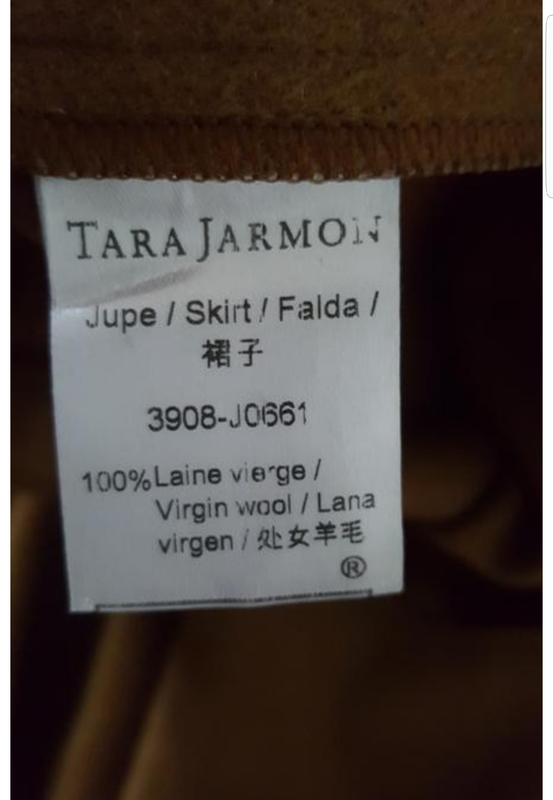 TARA JARMON
Jupe / Skirt / Falda /
裙子
3908-J0661
100% Laine vierge /
Virgin wool / Lana
virgen / 处女羊毛
®